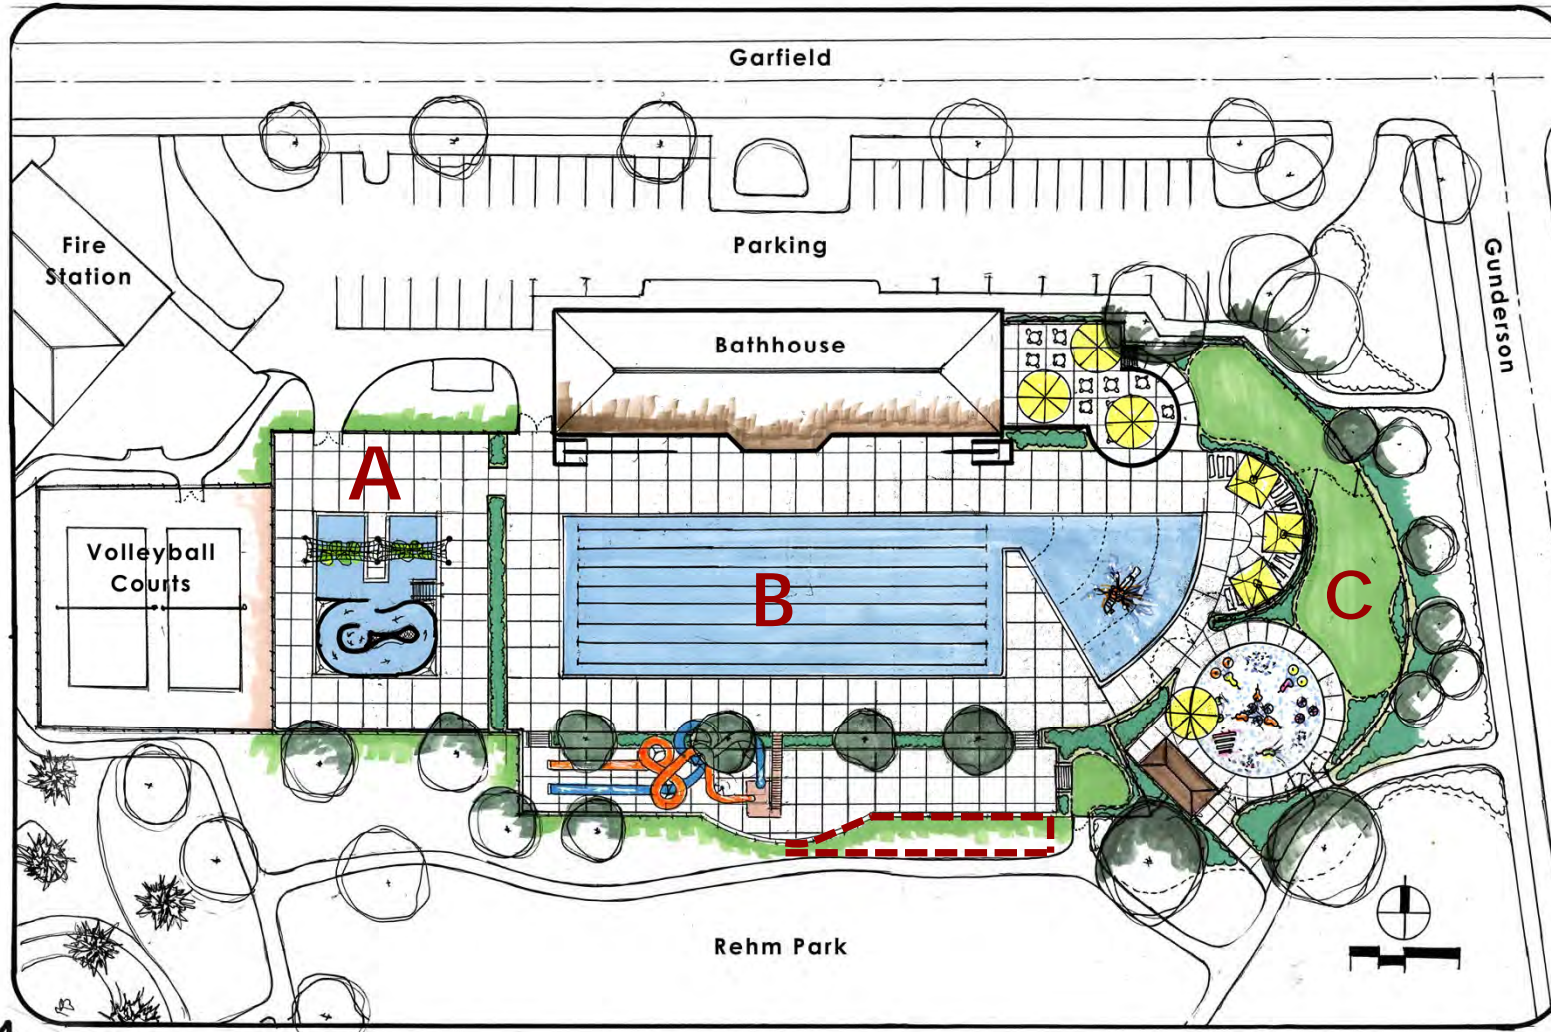 Garfield
Parking
Fire
Station
Gunderson
Bathhouse
A
Volleyball
Courts
B
C
Rehm Park